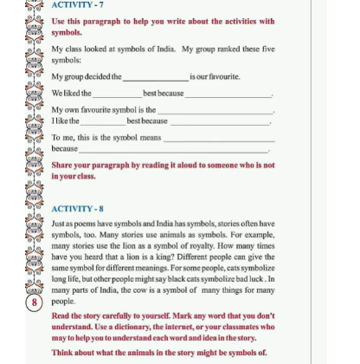 ACTIVITY - 7
Use this paragraph to help you write about the activities with
symbols.
My class looked at symbols of India. My group ranked these five
symbols:
My group decided the ____________________ is our favourite.
We liked the ______________ best because ______________________.
My own favourite symbol is the ________________________________.
I like the ____________ best because __________________________.
To me, this is the symbol means ________________________________
because ________________________________________________________.
Share your paragraph by reading it aloud to someone who is not
in your class.
ACTIVITY - 8
Just as poems have symbols and India has symbols, stories often have
symbols, too. Many stories use animals as symbols. For example,
many stories use the lion as a symbol of royalty. How many times
have you heard that a lion is a king? Different people can give the
same symbol for different meanings. For some people, cats symbolize
long life, but other people might say black cats symbolize bad luck. In
many parts of India, the cow is a symbol of many things for many
people.
8
Read the story carefully to yourself. Mark any word that you don't
understand. Use a dictionary, the internet, or your classmates who
may to help you to understand each word and idea in the story.
Think about what the animals in the story might be symbols of.